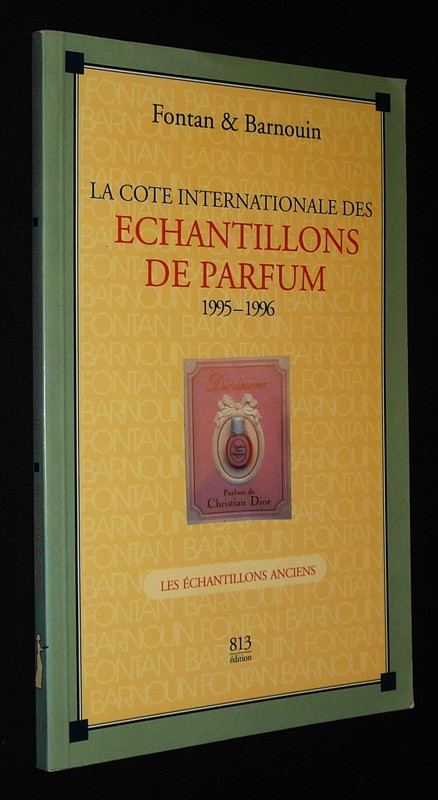 Fontan & Barnouin
LA COTE INTERNATIONALE DES
ECHANTILLONS
DE PARFUM
1995–1996
Diorissimo
Parfum de
Christian Dior
LES ÉCHANTILLONS ANCIENS
813
édition